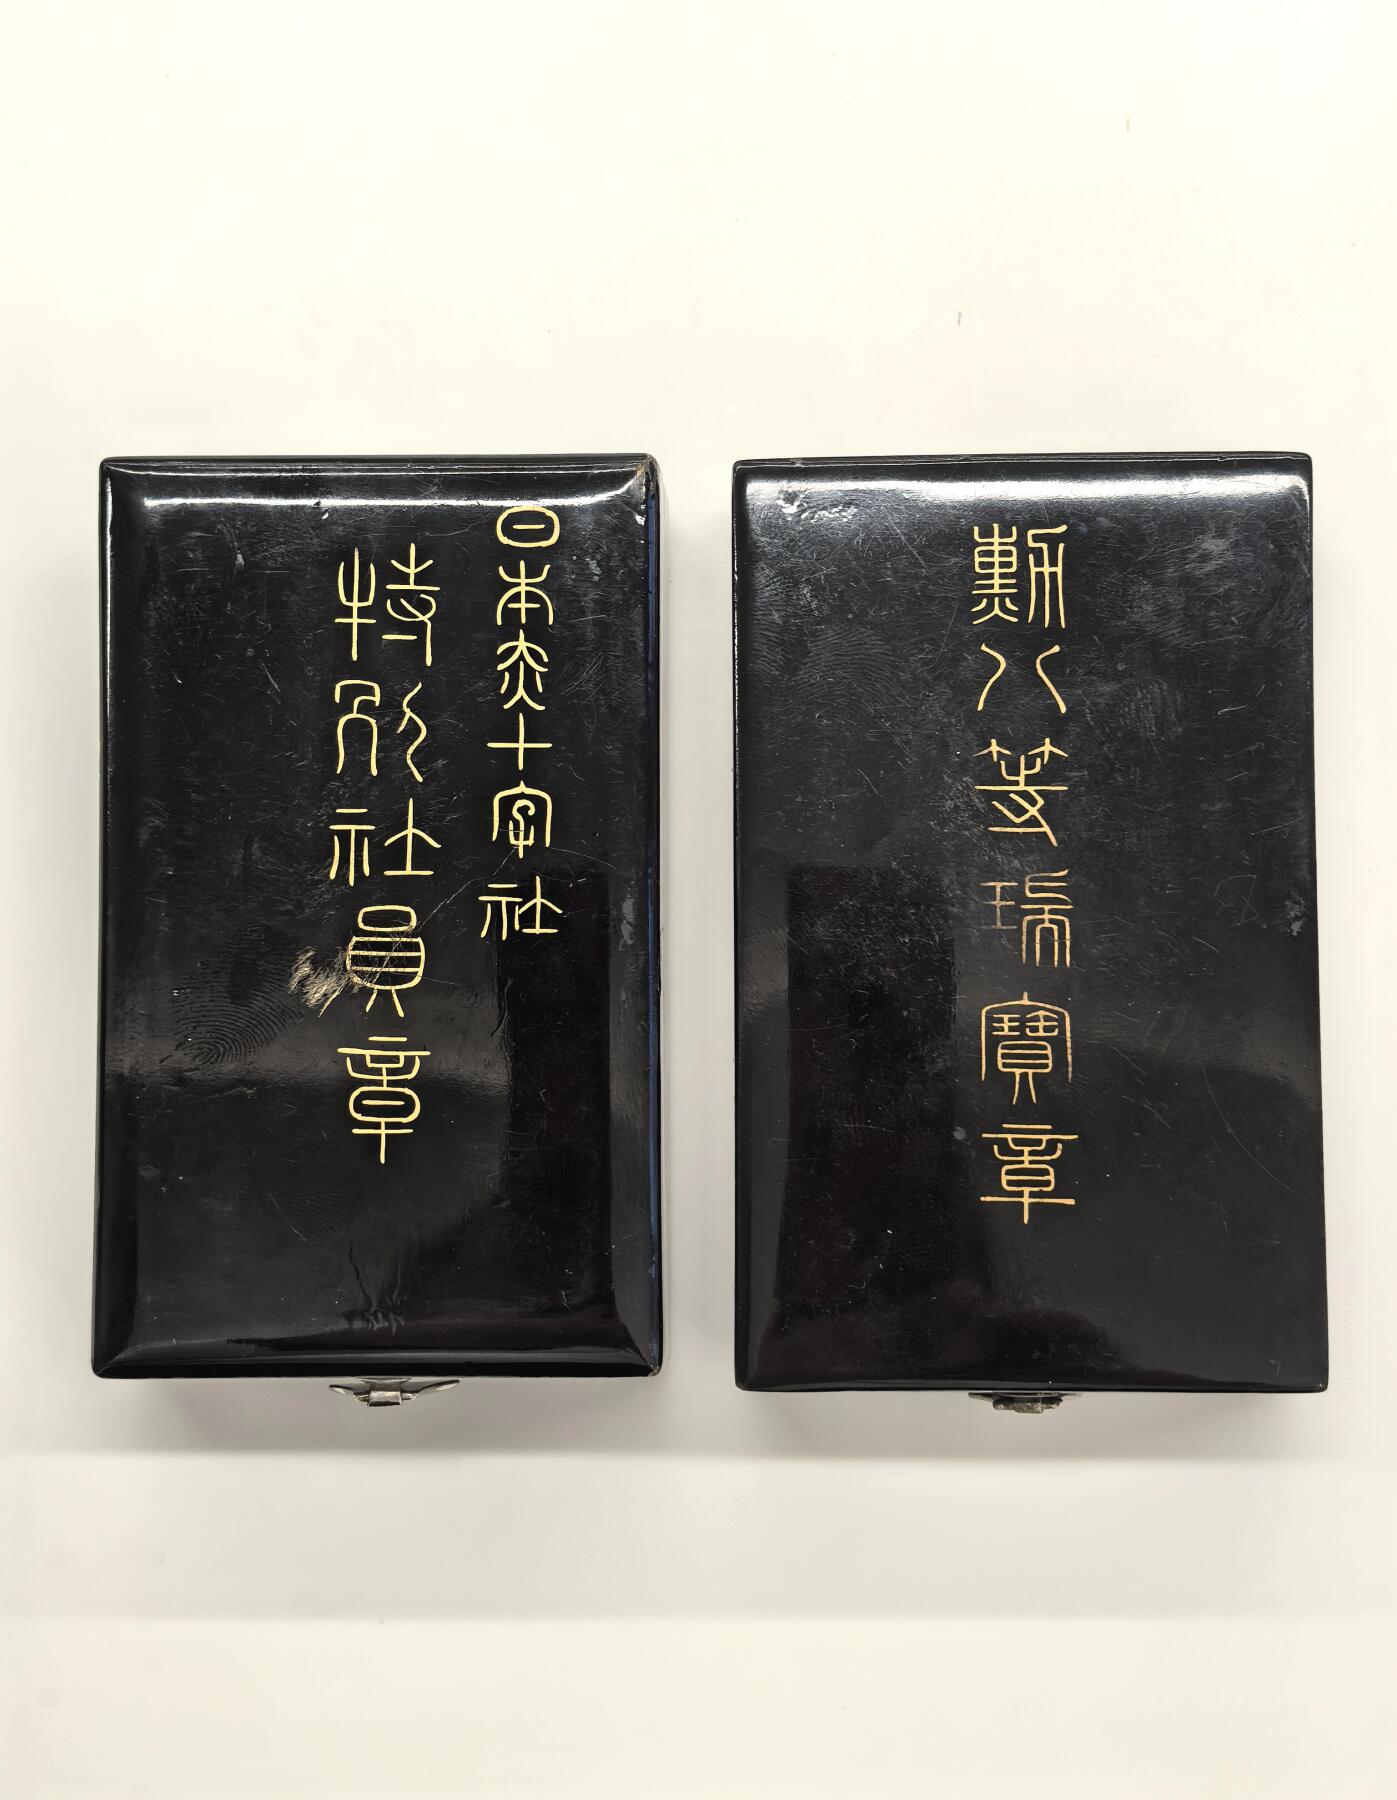 日本赤十字社
特別社員章
勲八等瑞寶章